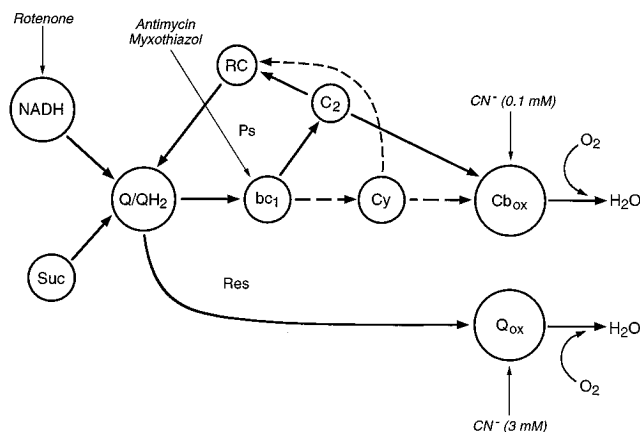 Rotenone
Antimycin
Myxothiazol
RC
CN⁻ (0.1 mM)
NADH
C₂
O₂
Ps
Q/QH₂
bc₁
Cy
Cbₒₓ
H₂O
Suc
Res
Qₒₓ
H₂O
O₂
CN⁻ (3 mM)